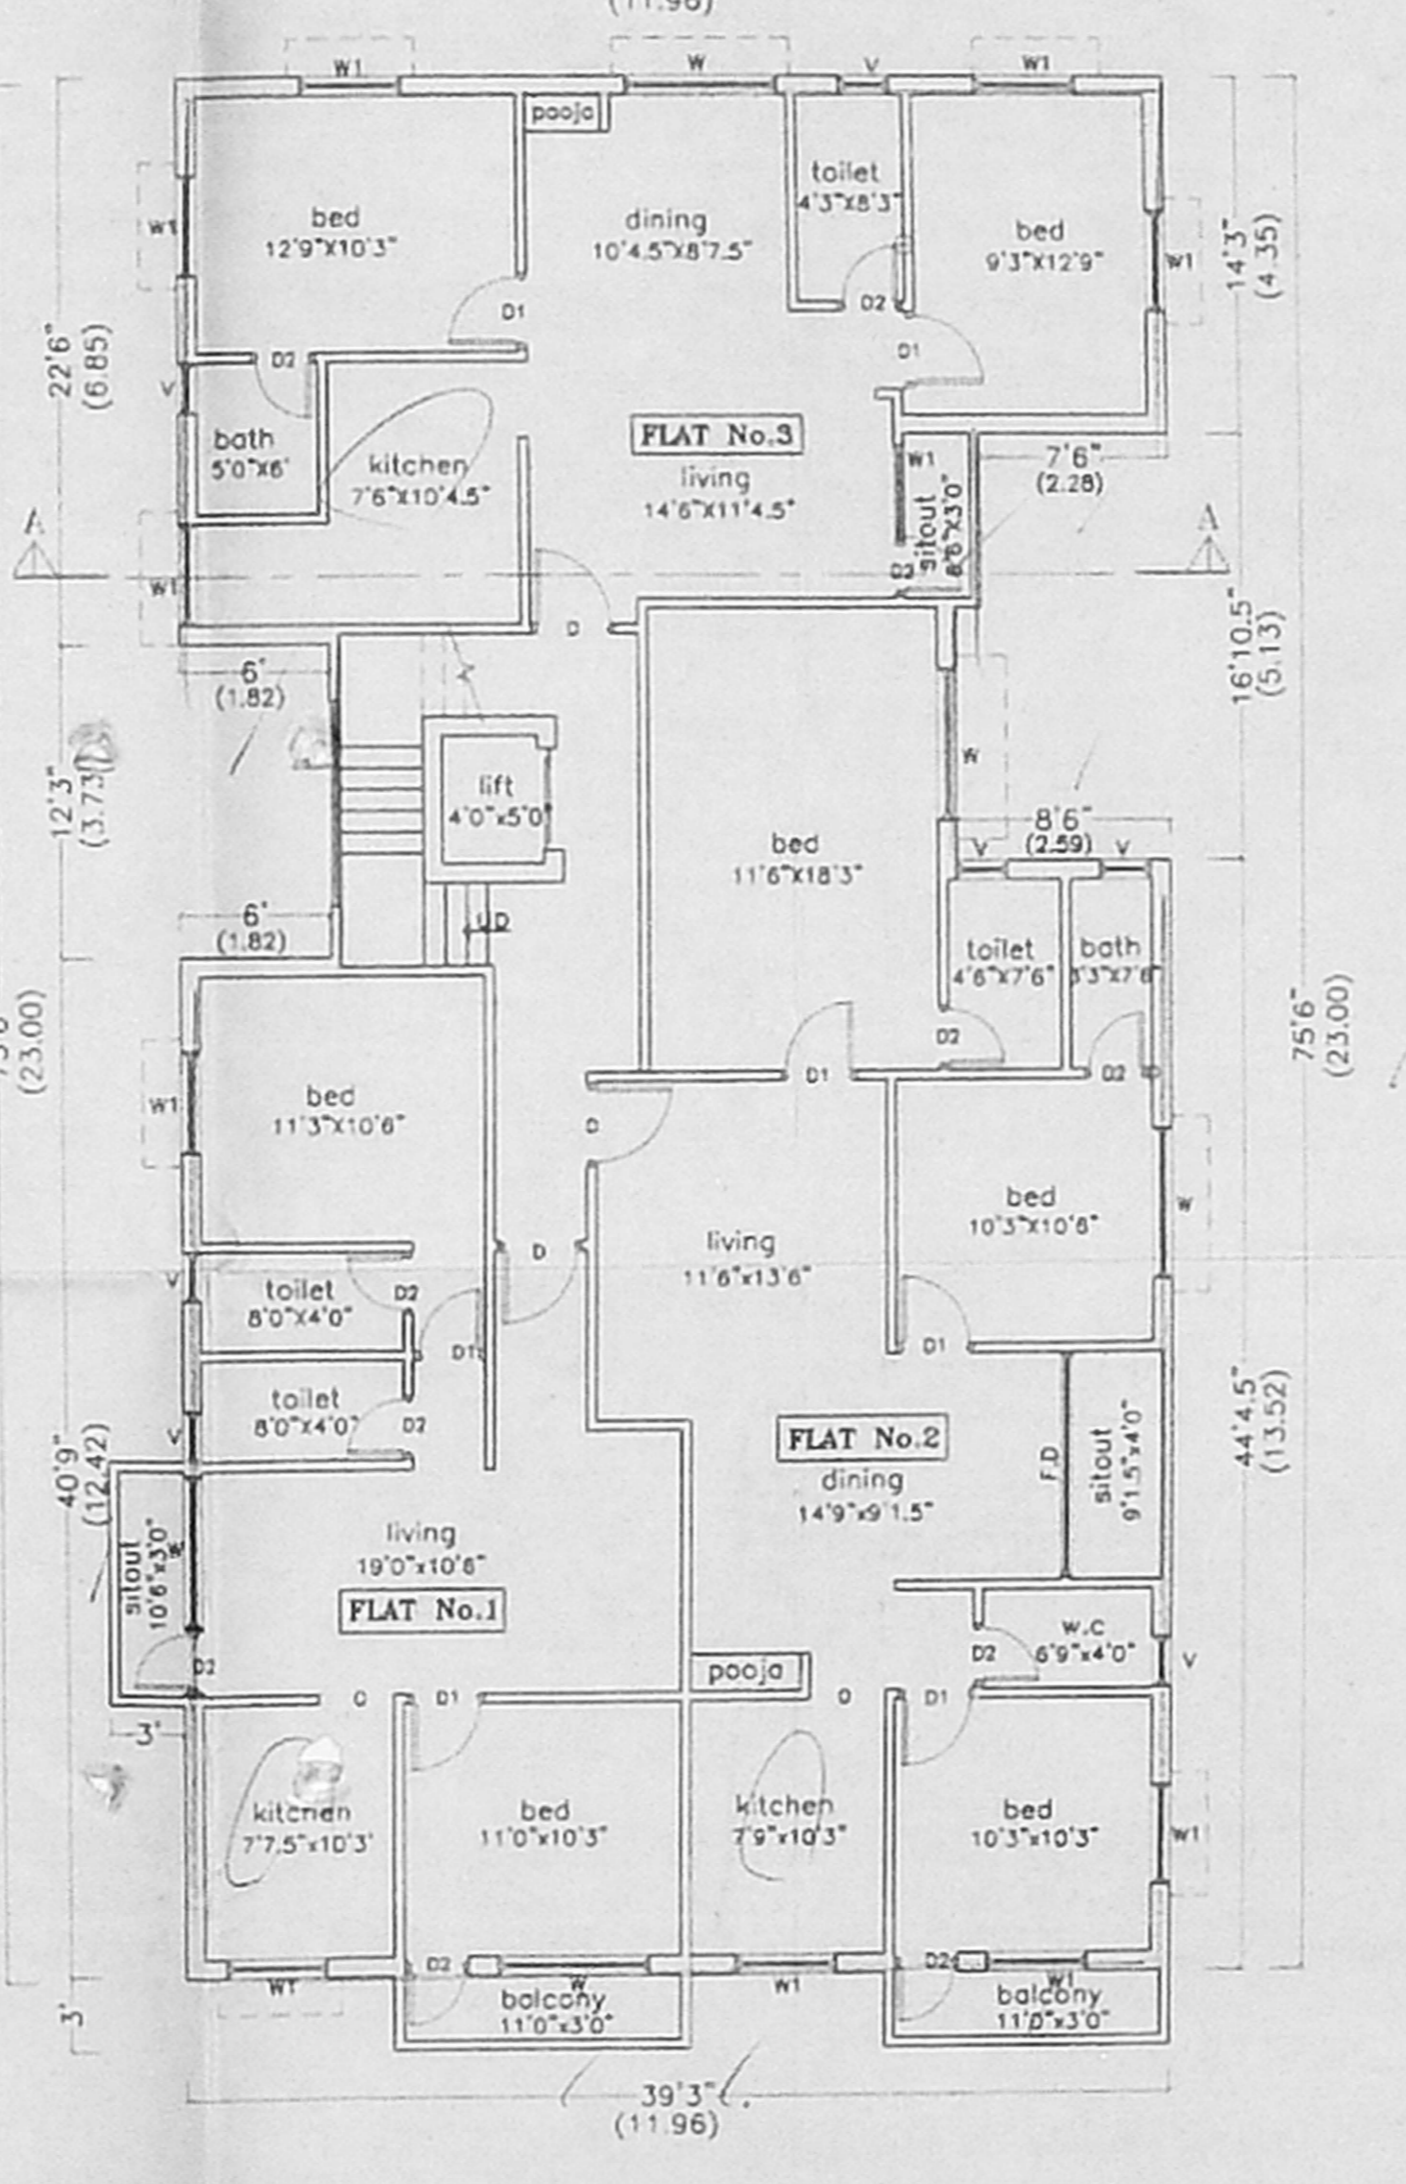 (11.96)
W1
W
V
W1
pooja
toilet
4'3"X8'3"
bed
12'9"X10'3"
dining
10'4.5"X8'7.5"
bed
9'3"X12'9"
W1
W1
14'3"
(4.35)
D1
D2
D1
D2
22'6"
(6.85)
V
bath
5'0"X6'
kitchen
7'6"X10'4.5"
FLAT No.3
living
14'6"X11'4.5"
W1
sitout
7'6"
(2.28)
A
A
W1
D2
D
6'
(1.82)
16'10.5"
(5.13)
12'3"
(3.73)
lift
4'0"x5'0"
W
bed
11'6"X18'3"
8'6"
(2.59)
V
V
6'
(1.82)
UP
toilet
4'6"X7'6"
bath
(23.00)
75'6"
(23.00)
D2
D1
D2
bed
11'3"X10'6"
W1
D
bed
10'3"X10'6"
W
living
11'6"x13'6"
D
V
toilet
8'0"X4'0"
D2
D1
D1
toilet
8'0"X4'0"
D2
V
40'9"
(12.42)
44'4.5"
(13.52)
FLAT No.2
dining
14'9"x9'1.5"
F.D
sitout
9'1.5"x4'0"
living
19'0"x10'6"
FLAT No.1
sitout
10'6"x3'0"
W
D2
w.c
6'9"x4'0"
D2
V
pooja
O
D1
O
D1
3'
kitchen
7'7.5"x10'3"
bed
11'0"x10'3"
kitchen
7'9"x10'3"
bed
10'3"x10'3"
W1
D2
D2
W1
W
W1
W1
balcony
11'0"x3'0"
balcony
11'0"x3'0"
3'
39'3"
(11.96)